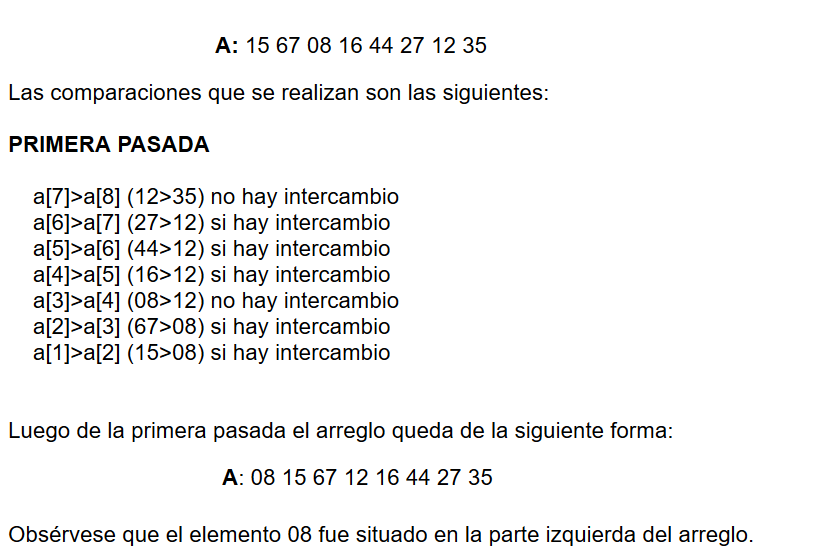 A: 15 67 08 16 44 27 12 35
Las comparaciones que se realizan son las siguientes:
PRIMERA PASADA
a[7]>a[8] (12>35) no hay intercambio
a[6]>a[7] (27>12) si hay intercambio
a[5]>a[6] (44>12) si hay intercambio
a[4]>a[5] (16>12) si hay intercambio
a[3]>a[4] (08>12) no hay intercambio
a[2]>a[3] (67>08) si hay intercambio
a[1]>a[2] (15>08) si hay intercambio
Luego de la primera pasada el arreglo queda de la siguiente forma:
A: 08 15 67 12 16 44 27 35
Obsérvese que el elemento 08 fue situado en la parte izquierda del arreglo.